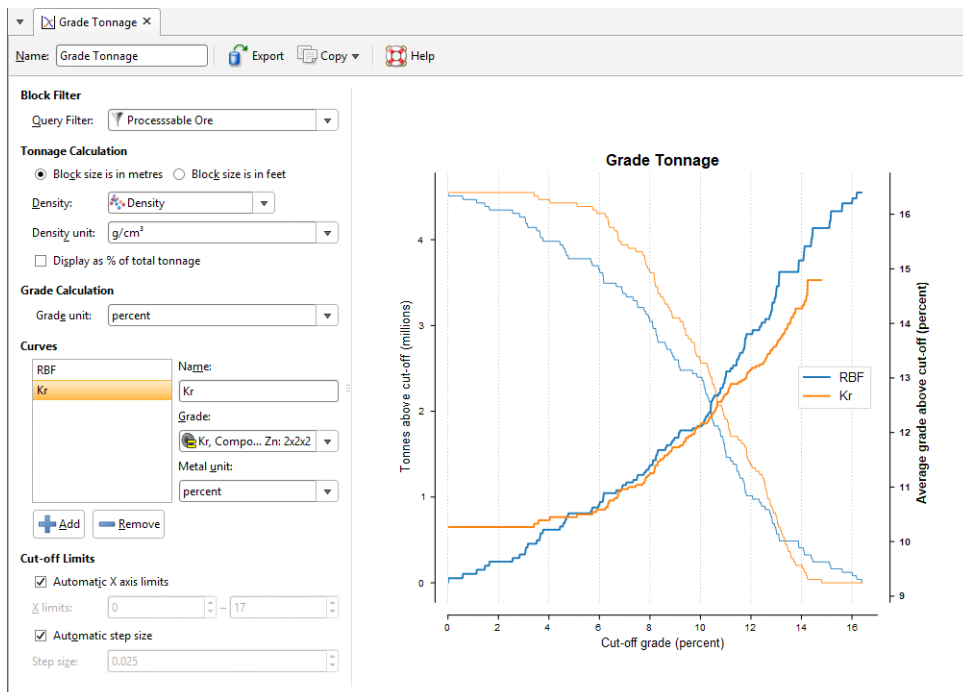 Grade Tonnage ✕
Name: Grade Tonnage Export Copy Help
Block Filter
Query Filter: Processsable Ore
Tonnage Calculation
Block size is in metres Block size is in feet
Density: Density
Density unit: g/cm³
Display as % of total tonnage
Grade Calculation
Grade unit: percent
Curves
RBF
Kr
Name:
Kr
Grade:
Kr, Compo... Zn: 2x2x2
Metal unit:
percent
Add Remove
Cut-off Limits
Automatic X axis limits
X limits: 0 – 17
Automatic step size
Step size: 0.025
Grade Tonnage
Tonnes above cut-off (millions)
4
3
2
1
0
RBF
Kr
16
15
14
13
12
11
10
9
Average grade above cut-off (percent)
0 2 4 6 8 10 12 14 16
Cut-off grade (percent)